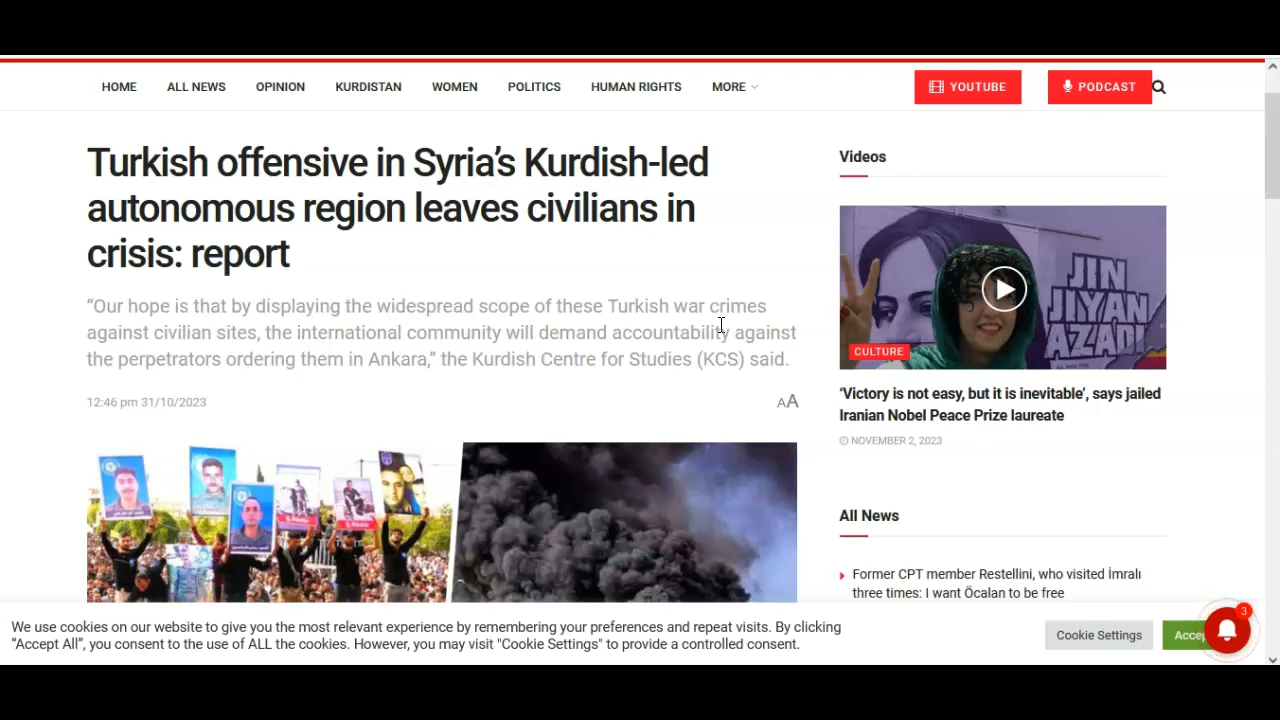 HOME ALL NEWS OPINION KURDISTAN WOMEN POLITICS HUMAN RIGHTS MORE YOUTUBE PODCAST
Turkish offensive in Syria’s Kurdish-led
autonomous region leaves civilians in
crisis: report
“Our hope is that by displaying the widespread scope of these Turkish war crimes
against civilian sites, the international community will demand accountability against
the perpetrators ordering them in Ankara,” the Kurdish Centre for Studies (KCS) said.
12:46 pm 31/10/2023
AA
Videos
JIN
JIYAN
AZADÎ
CULTURE
‘Victory is not easy, but it is inevitable’, says jailed
Iranian Nobel Peace Prize laureate
NOVEMBER 2, 2023
All News
Former CPT member Restellini, who visited İmralı
three times: I want Öcalan to be free
We use cookies on our website to give you the most relevant experience by remembering your preferences and repeat visits. By clicking
“Accept All”, you consent to the use of ALL the cookies. However, you may visit "Cookie Settings" to provide a controlled consent.
Cookie Settings
Accep
3